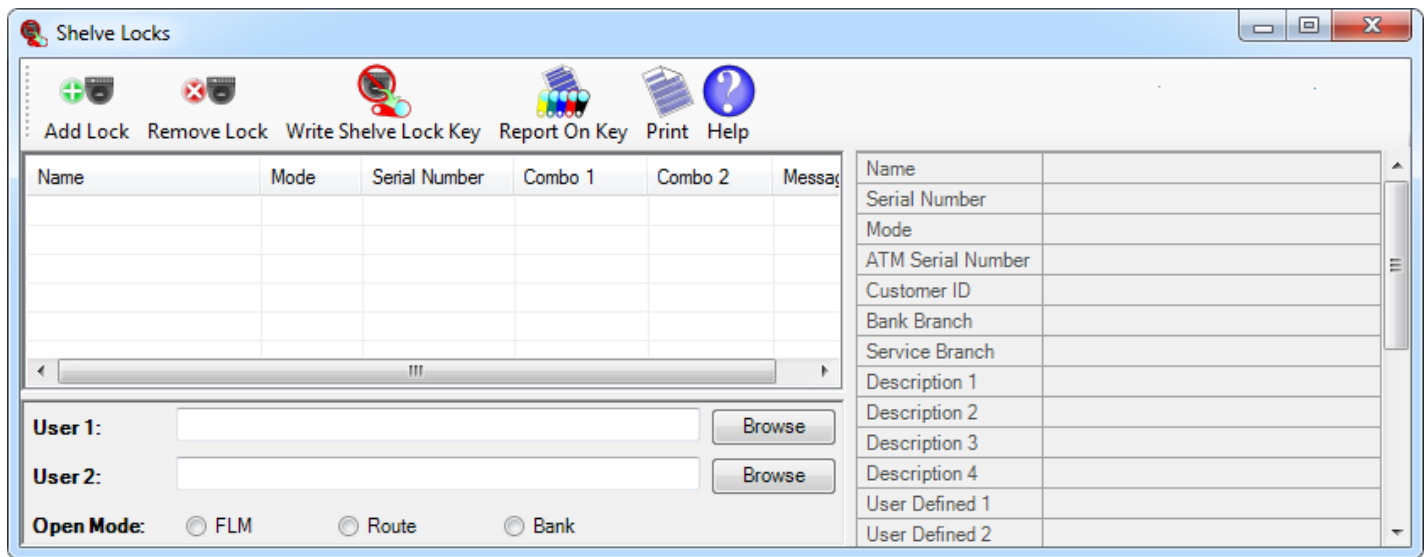 Shelve Locks
Add Lock Remove Lock Write Shelve Lock Key Report On Key Print Help
Name Mode Serial Number Combo 1 Combo 2 Messag
User 1: Browse
User 2: Browse
Open Mode: FLM Route Bank
Name
Serial Number
Mode
ATM Serial Number
Customer ID
Bank Branch
Service Branch
Description 1
Description 2
Description 3
Description 4
User Defined 1
User Defined 2